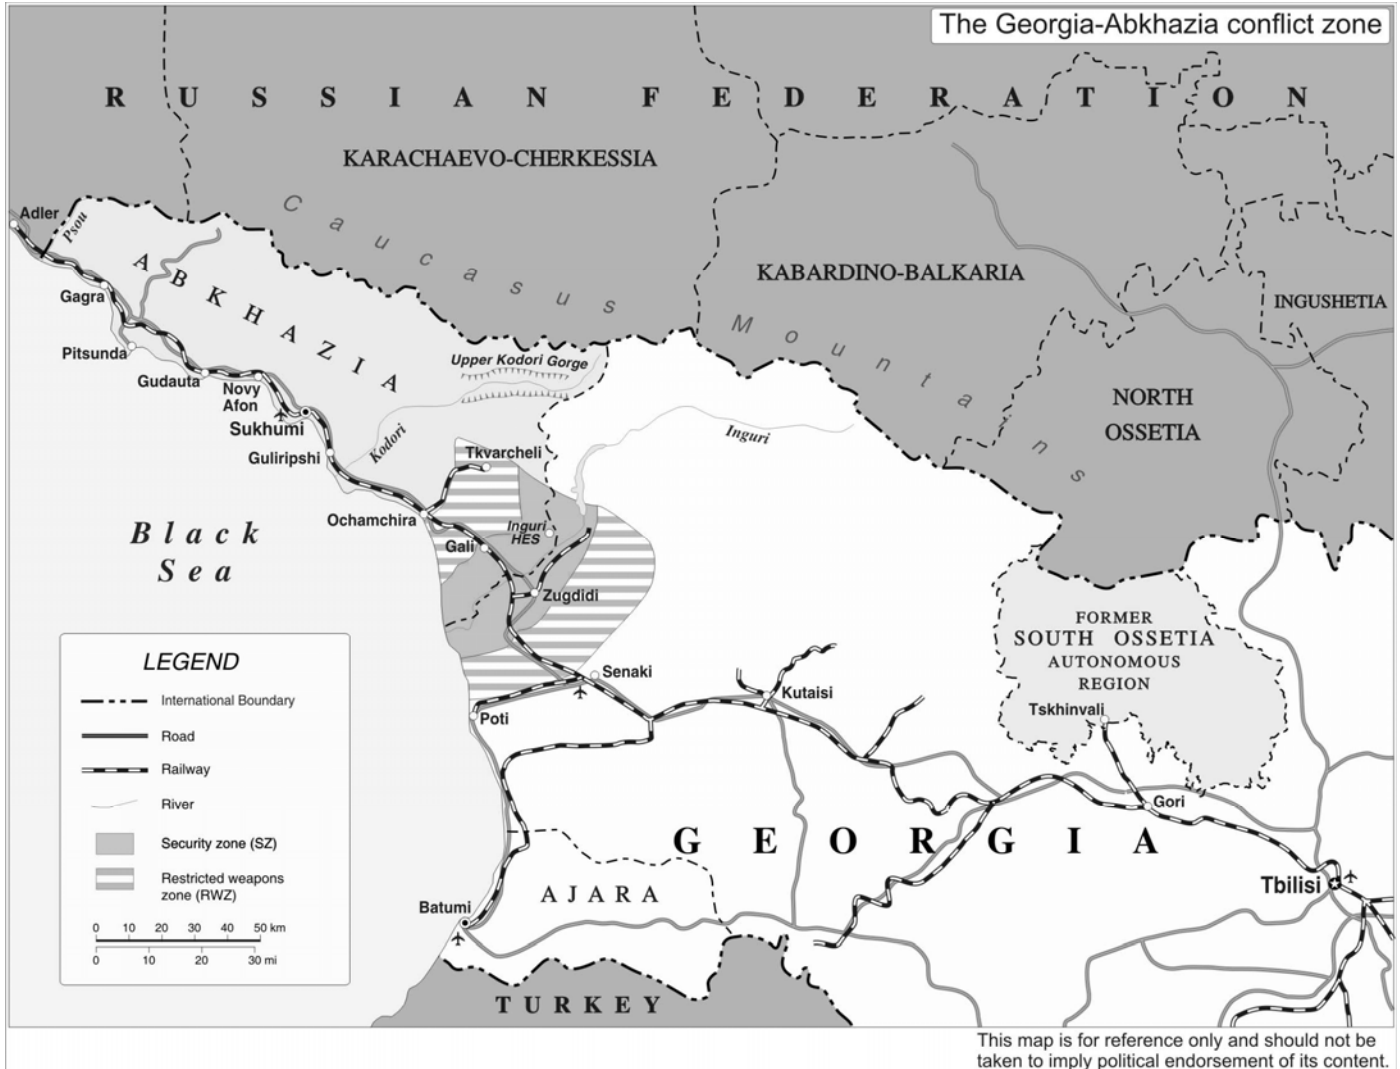 The Georgia-Abkhazia conflict zone
RUSSIAN FEDERATION
KARACHAEVO-CHERKESSIA
Caucasus Mountains
KABARDINO-BALKARIA
INGUSHETIA
NORTH
OSSETIA
Adler
Psou
ABKHAZIA
Gagra
Pitsunda
Gudauta
Novy
Afon
Sukhumi
Guliripshi
Upper Kodori Gorge
Kodori
Inguri
Tkvarcheli
Ochamchira
Inguri
HES
Gali
Zugdidi
Black
Sea
FORMER
SOUTH OSSETIA
AUTONOMOUS
REGION
Tskhinvali
Senaki
Kutaisi
Poti
Gori
GEORGIA
Tbilisi
AJARA
Batumi
TURKEY
LEGEND
International Boundary
Road
Railway
River
Security zone (SZ)
Restricted weapons
zone (RWZ)
0 10 20 30 40 50 km
0 10 20 30 mi
This map is for reference only and should not be
taken to imply political endorsement of its content.